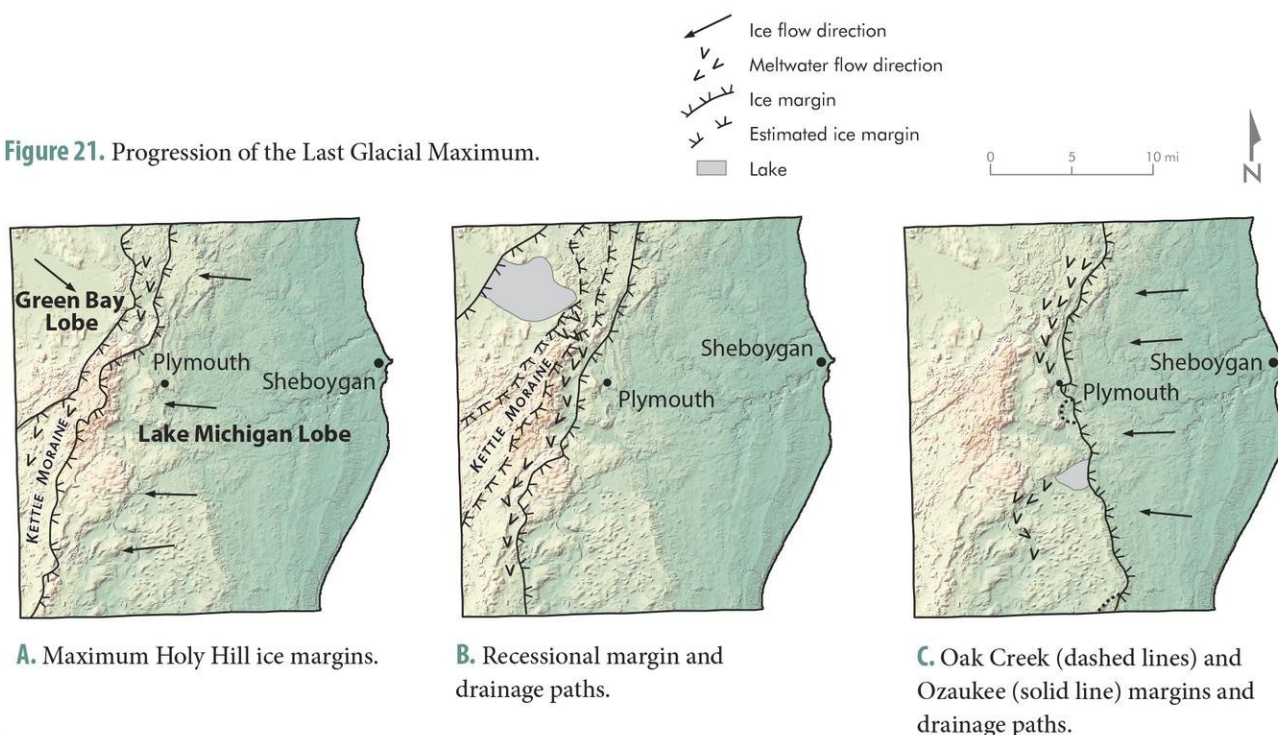 Ice flow direction
Meltwater flow direction
Ice margin
Estimated ice margin
Lake
0 5 10 mi
N
Figure 21. Progression of the Last Glacial Maximum.
Green Bay
Lobe
Plymouth
Sheboygan
Lake Michigan Lobe
KETTLE MORAINE
A. Maximum Holy Hill ice margins.
Sheboygan
Plymouth
KETTLE MORAINE
B. Recessional margin and
drainage paths.
Sheboygan
Plymouth
C. Oak Creek (dashed lines) and
Ozaukee (solid line) margins and
drainage paths.